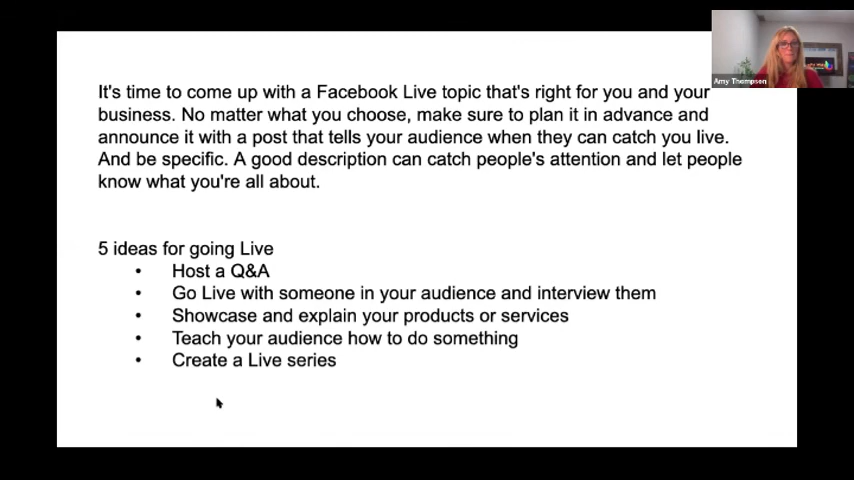 It's time to come up with a Facebook Live topic that's right for you and your
business. No matter what you choose, make sure to plan it in advance and
announce it with a post that tells your audience when they can catch you live.
And be specific. A good description can catch people's attention and let people
know what you're all about.
5 ideas for going Live
• Host a Q&A
• Go Live with someone in your audience and interview them
• Showcase and explain your products or services
• Teach your audience how to do something
• Create a Live series
Amy Thompson